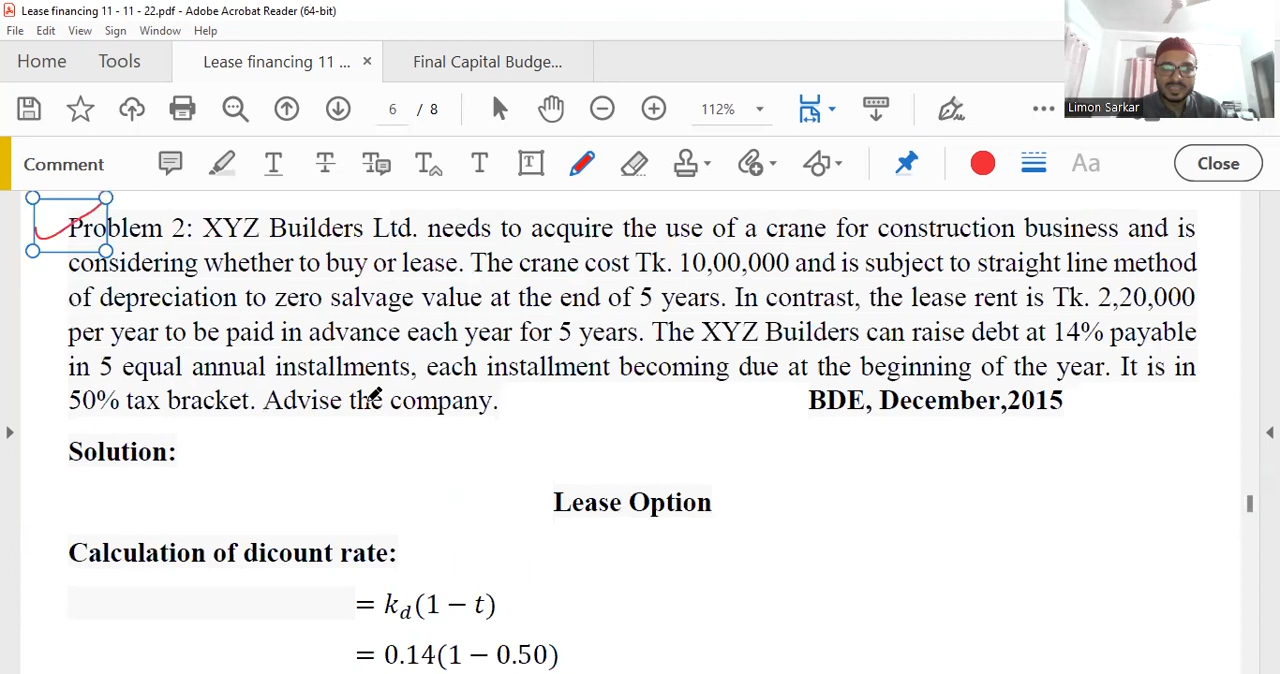 Lease financing 11 - 11 - 22.pdf - Adobe Acrobat Reader (64-bit)
File Edit View Sign Window Help
Home Tools Lease financing 11 ... × Final Capital Budge...
6 / 8 112%
Limon Sarkar
Comment T T T T T T Aa Close
Problem 2: XYZ Builders Ltd. needs to acquire the use of a crane for construction business and is
considering whether to buy or lease. The crane cost Tk. 10,00,000 and is subject to straight line method
of depreciation to zero salvage value at the end of 5 years. In contrast, the lease rent is Tk. 2,20,000
per year to be paid in advance each year for 5 years. The XYZ Builders can raise debt at 14% payable
in 5 equal annual installments, each installment becoming due at the beginning of the year. It is in
50% tax bracket. Advise the company. BDE, December,2015
Solution:
Lease Option
Calculation of dicount rate:
= k_d(1 − t)
= 0.14(1 − 0.50)